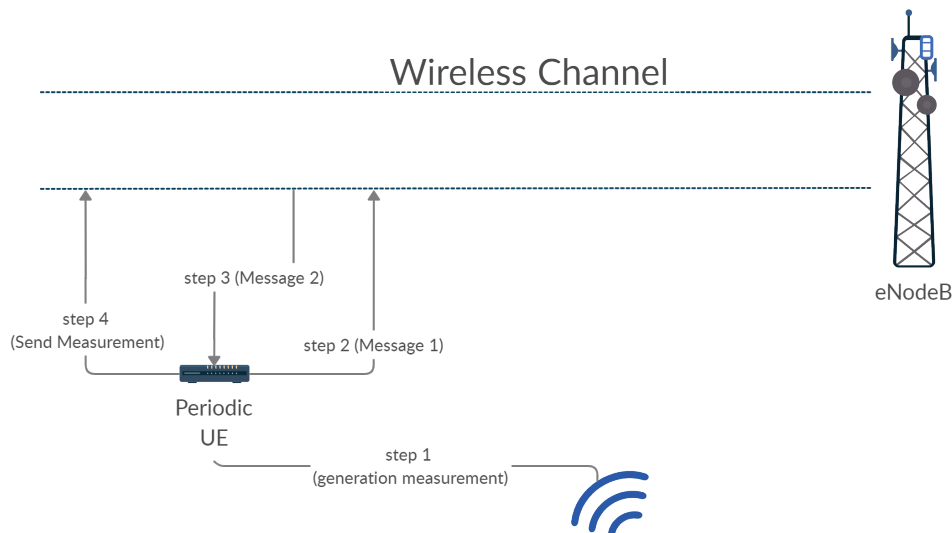 Wireless Channel
eNodeB
step 3 (Message 2)
step 4
(Send Measurement)
step 2 (Message 1)
Periodic
UE
step 1
(generation measurement)